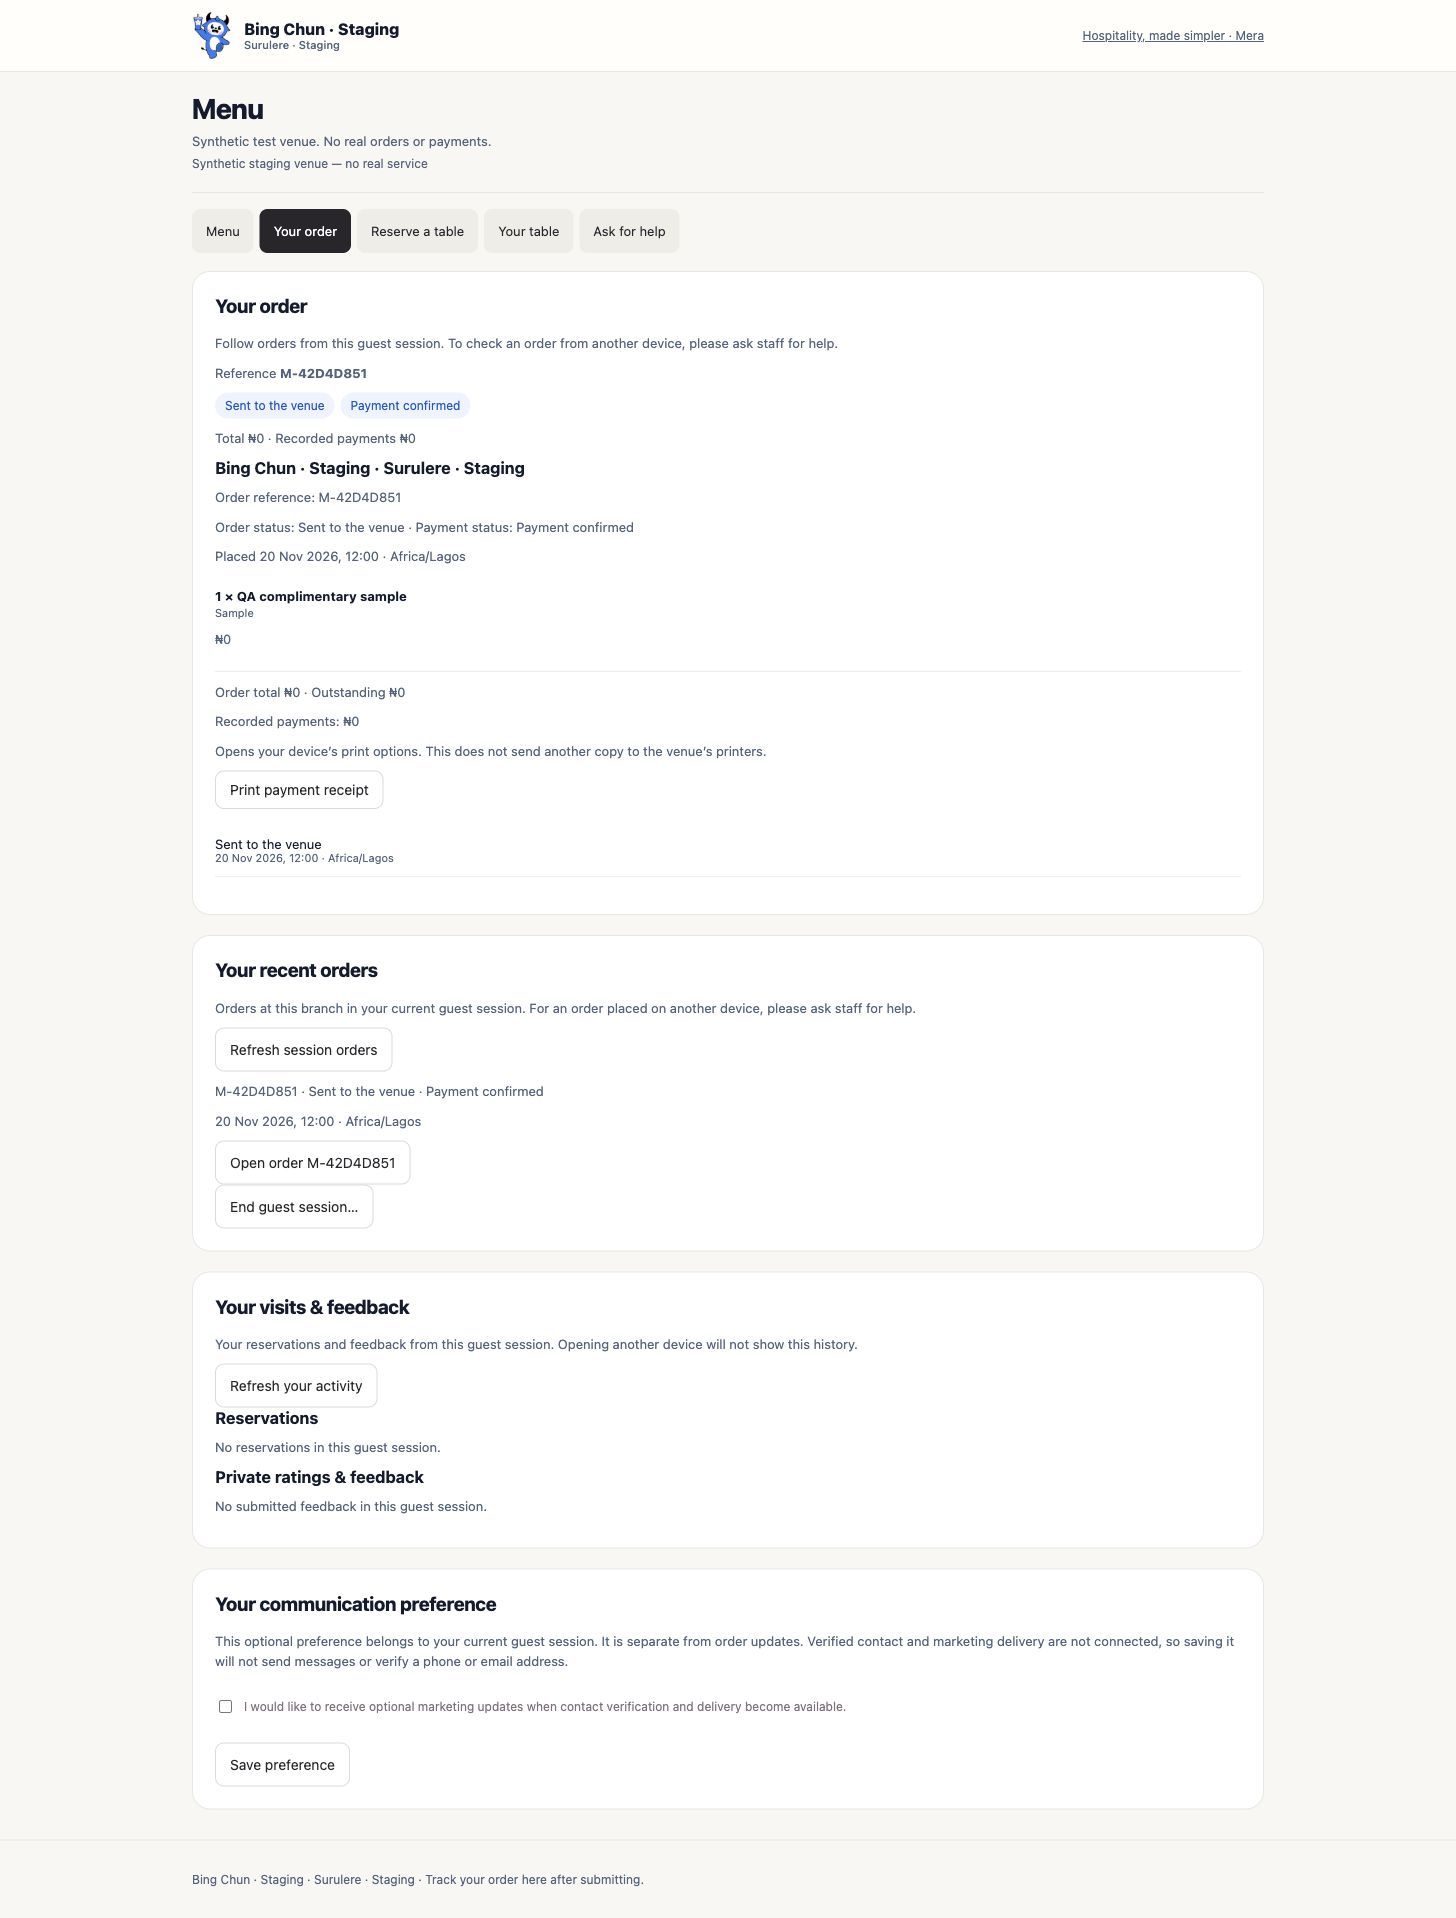 Bing Chun · Staging
Surulere · Staging
Hospitality, made simpler · Mera
Menu
Synthetic test venue. No real orders or payments.
Synthetic staging venue — no real service
Menu
Your order
Reserve a table
Your table
Ask for help
Your order
Follow orders from this guest session. To check an order from another device, please ask staff for help.
Reference M-42D4D851
Sent to the venue
Payment confirmed
Total ₦0 · Recorded payments ₦0
Bing Chun · Staging · Surulere · Staging
Order reference: M-42D4D851
Order status: Sent to the venue · Payment status: Payment confirmed
Placed 20 Nov 2026, 12:00 · Africa/Lagos
1 × QA complimentary sample
Sample
₦0
Order total ₦0 · Outstanding ₦0
Recorded payments: ₦0
Opens your device’s print options. This does not send another copy to the venue’s printers.
Print payment receipt
Sent to the venue
20 Nov 2026, 12:00 · Africa/Lagos
Your recent orders
Orders at this branch in your current guest session. For an order placed on another device, please ask staff for help.
Refresh session orders
M-42D4D851 · Sent to the venue · Payment confirmed
20 Nov 2026, 12:00 · Africa/Lagos
Open order M-42D4D851
End guest session…
Your visits & feedback
Your reservations and feedback from this guest session. Opening another device will not show this history.
Refresh your activity
Reservations
No reservations in this guest session.
Private ratings & feedback
No submitted feedback in this guest session.
Your communication preference
This optional preference belongs to your current guest session. It is separate from order updates. Verified contact and marketing delivery are not connected, so saving it
will not send messages or verify a phone or email address.
I would like to receive optional marketing updates when contact verification and delivery become available.
Save preference
Bing Chun · Staging · Surulere · Staging · Track your order here after submitting.